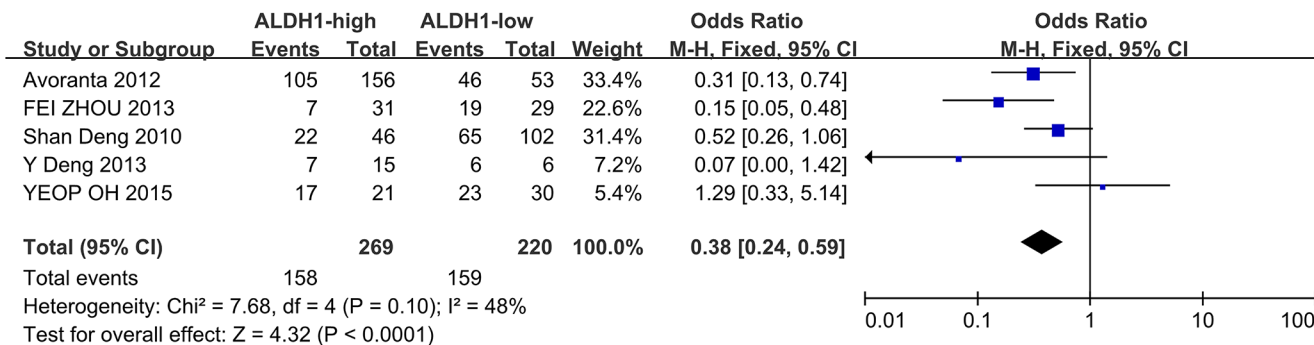 ALDH1-high ALDH1-low Odds Ratio Odds Ratio
Study or Subgroup Events Total Events Total Weight M-H, Fixed, 95% CI M-H, Fixed, 95% CI
Avoranta 2012 105 156 46 53 33.4% 0.31 [0.13, 0.74]
FEI ZHOU 2013 7 31 19 29 22.6% 0.15 [0.05, 0.48]
Shan Deng 2010 22 46 65 102 31.4% 0.52 [0.26, 1.06]
Y Deng 2013 7 15 6 6 7.2% 0.07 [0.00, 1.42]
YEOP OH 2015 17 21 23 30 5.4% 1.29 [0.33, 5.14]
Total (95% CI) 269 220 100.0% 0.38 [0.24, 0.59]
Total events 158 159
Heterogeneity: Chi² = 7.68, df = 4 (P = 0.10); I² = 48%
Test for overall effect: Z = 4.32 (P < 0.0001)
0.01 0.1 1 10 100